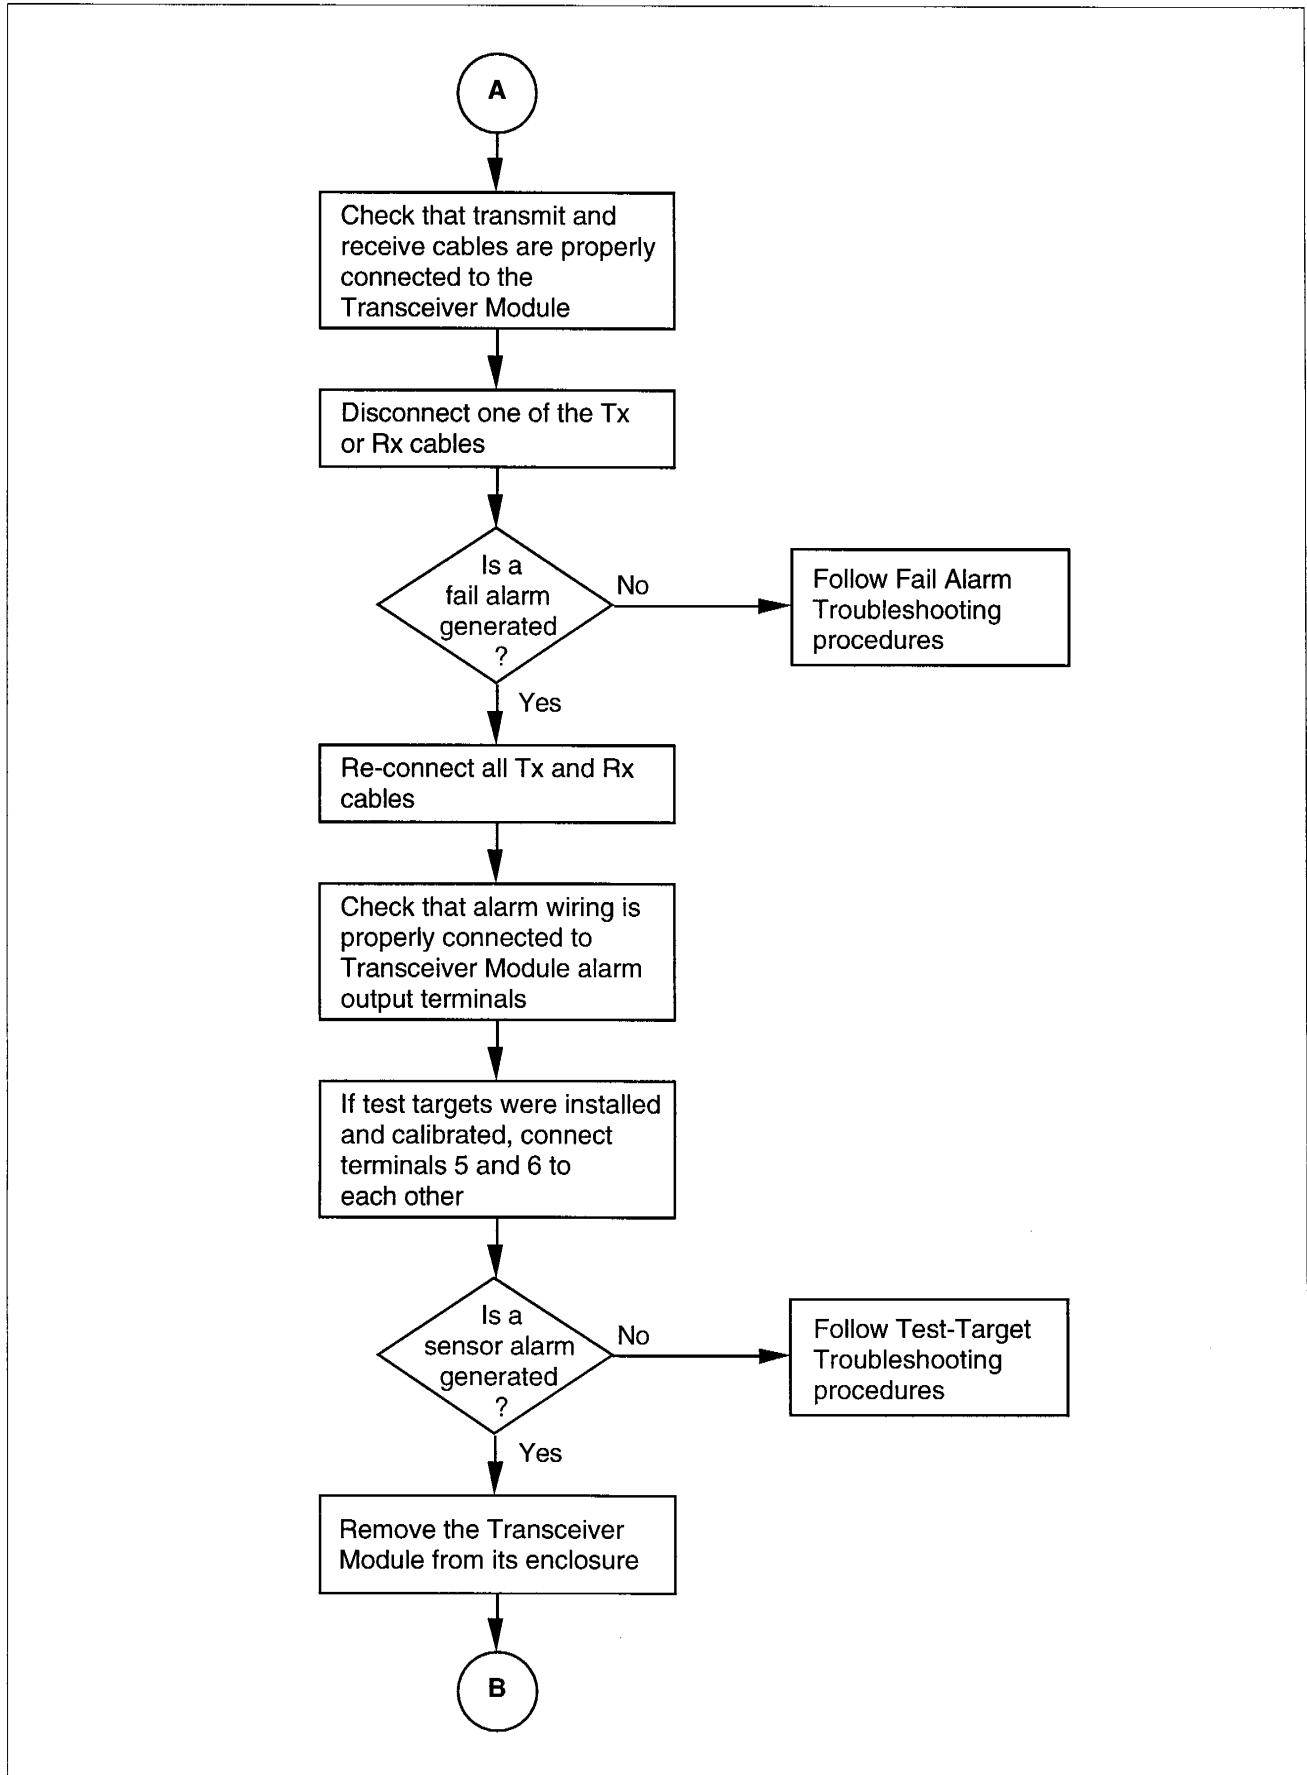 A
Check that transmit and
receive cables are properly
connected to the
Transceiver Module
Disconnect one of the Tx
or Rx cables
Is a
fail alarm
generated
?
No
Follow Fail Alarm
Troubleshooting
procedures
Yes
Re-connect all Tx and Rx
cables
Check that alarm wiring is
properly connected to
Transceiver Module alarm
output terminals
If test targets were installed
and calibrated, connect
terminals 5 and 6 to
each other
Is a
sensor alarm
generated
?
No
Follow Test-Target
Troubleshooting
procedures
Yes
Remove the Transceiver
Module from its enclosure
B